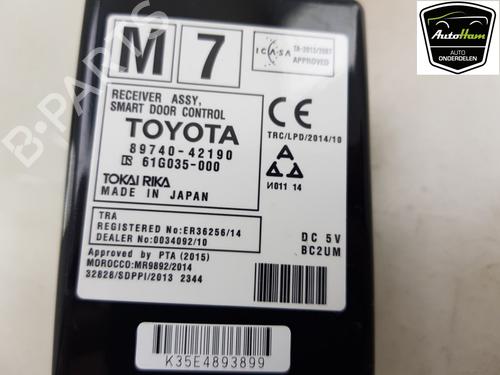 M 7
ICASA
TA-2013/2087
APPROVED
RECEIVER ASSY,
SMART DOOR CONTROL
TOYOTA
89740-42190
61G035-000
TOKAI RIKA
MADE IN JAPAN
CE
TRC/LPD/2014/10
И011 14
TRA
REGISTERED No:ER36256/14
DEALER No:0034092/10
DC 5V
BC2UM
Approved by PTA (2015)
MOROCCO:MR9892/2014
32828/SDPPI/2013 2344
K35E4893899
AutoHam
AUTO
ONDERDELEN
B-PARTS